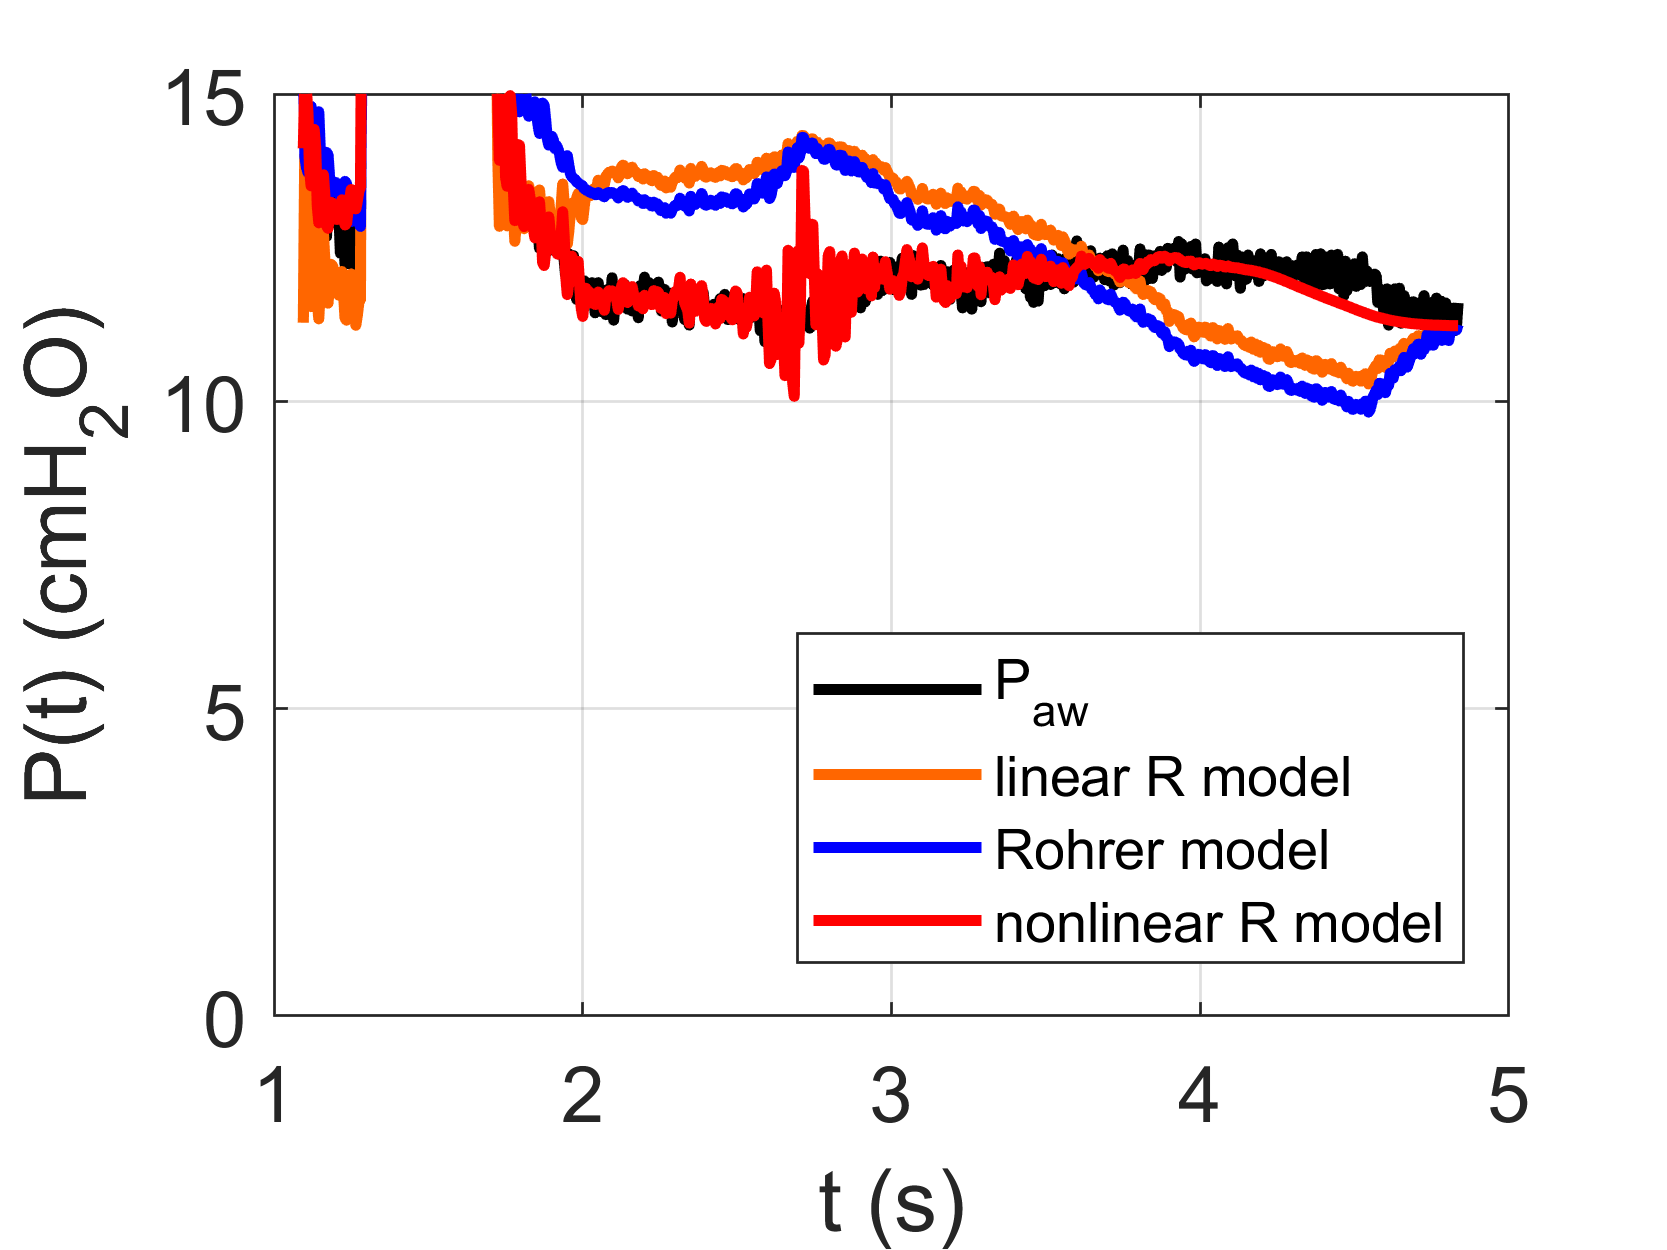 15
10
5
0
P(t) (cmH2O)
Paw
linear R model
Rohrer model
nonlinear R model
1 2 3 4 5
t (s)